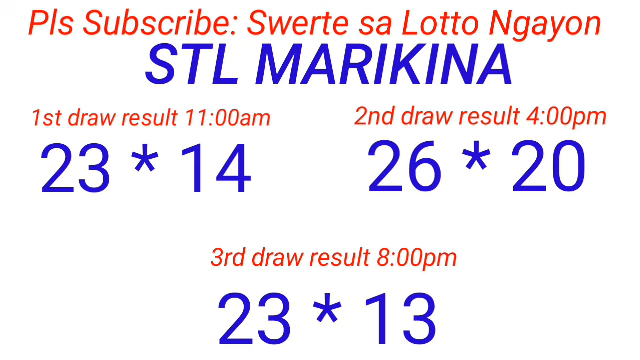 Pls Subscribe: Swerte sa Lotto Ngayon
STL MARIKINA
1st draw result 11:00am
23 * 14
2nd draw result 4:00pm
26 * 20
3rd draw result 8:00pm
23 * 13